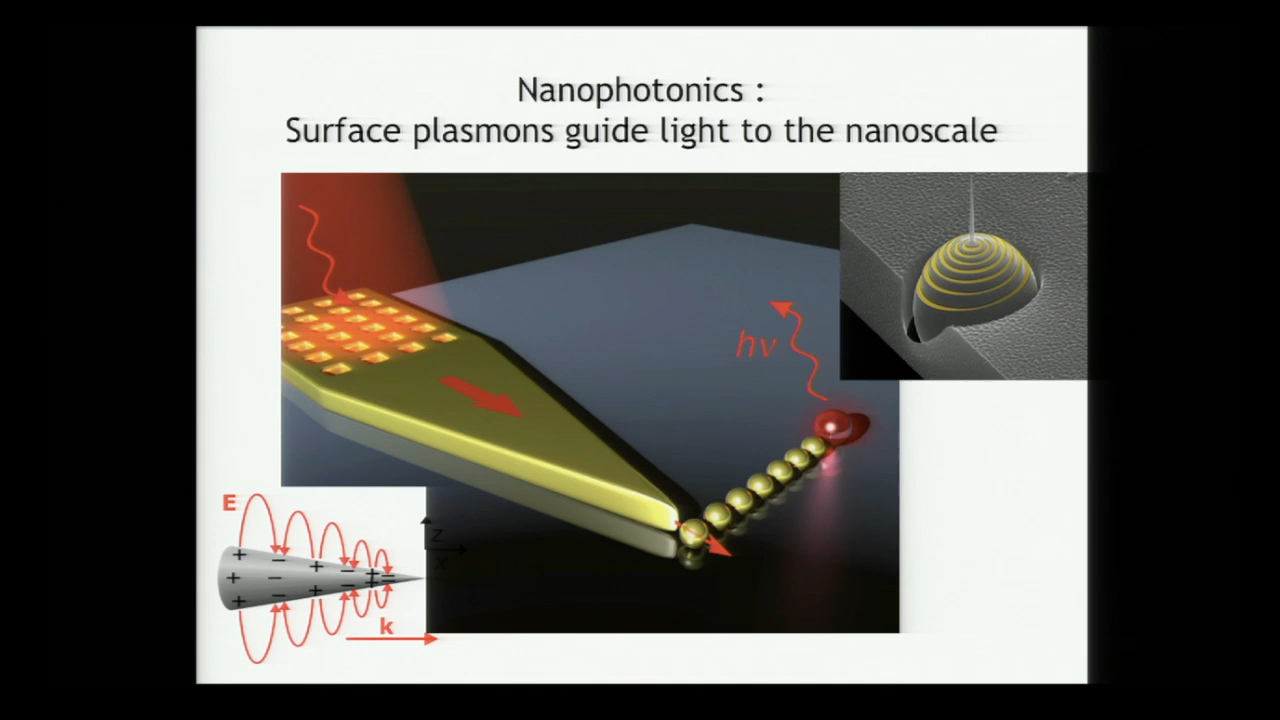 Nanophotonics :
Surface plasmons guide light to the nanoscale
hν
E
z
x
+ − + − + −
+ − + − + −
+ − + − + −
k